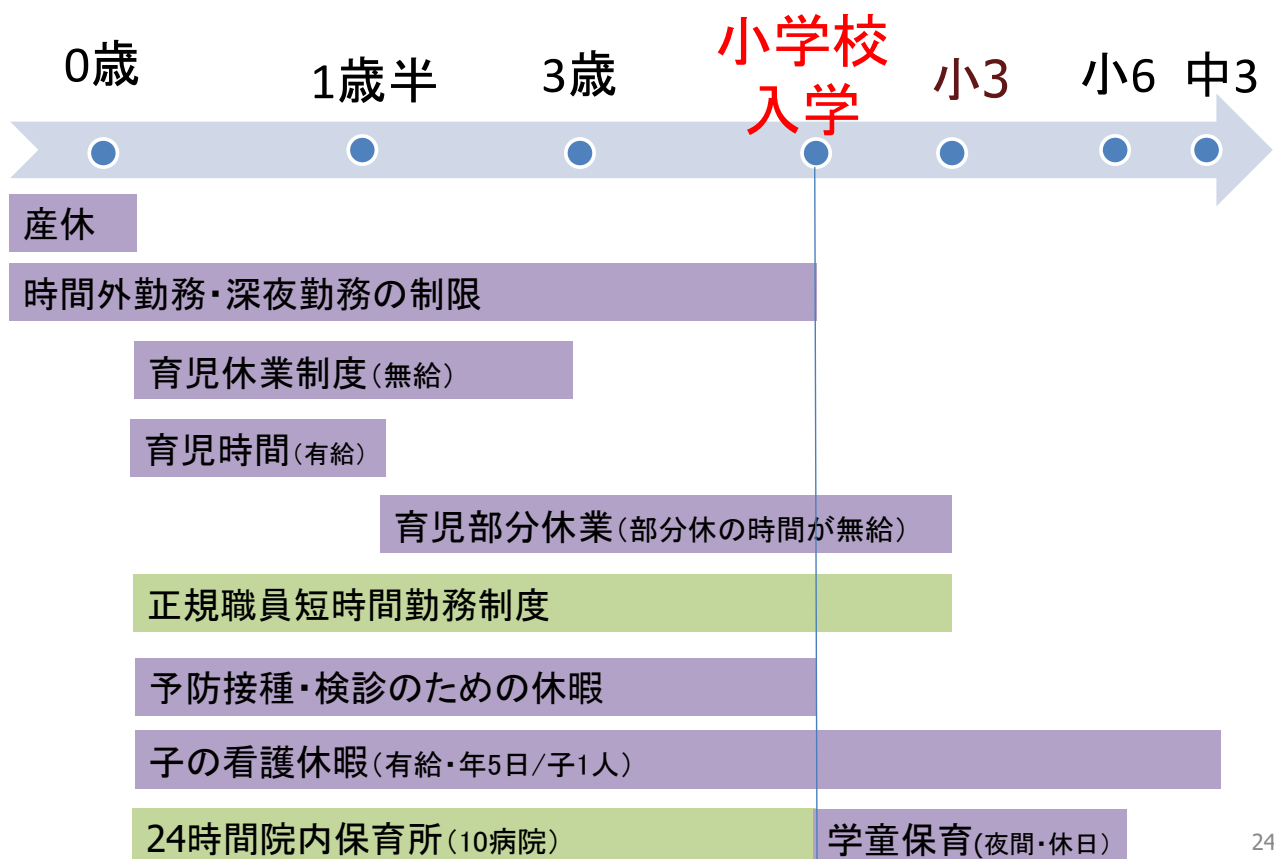 0歳
1歳半
3歳
小学校
入学
小3
小6
中3
産休
時間外勤務・深夜勤務の制限
育児休業制度(無給)
育児時間(有給)
育児部分休業(部分休の時間が無給)
正規職員短時間勤務制度
予防接種・検診のための休暇
子の看護休暇(有給・年5日/子1人)
24時間院内保育所(10病院)
学童保育(夜間・休日)
24